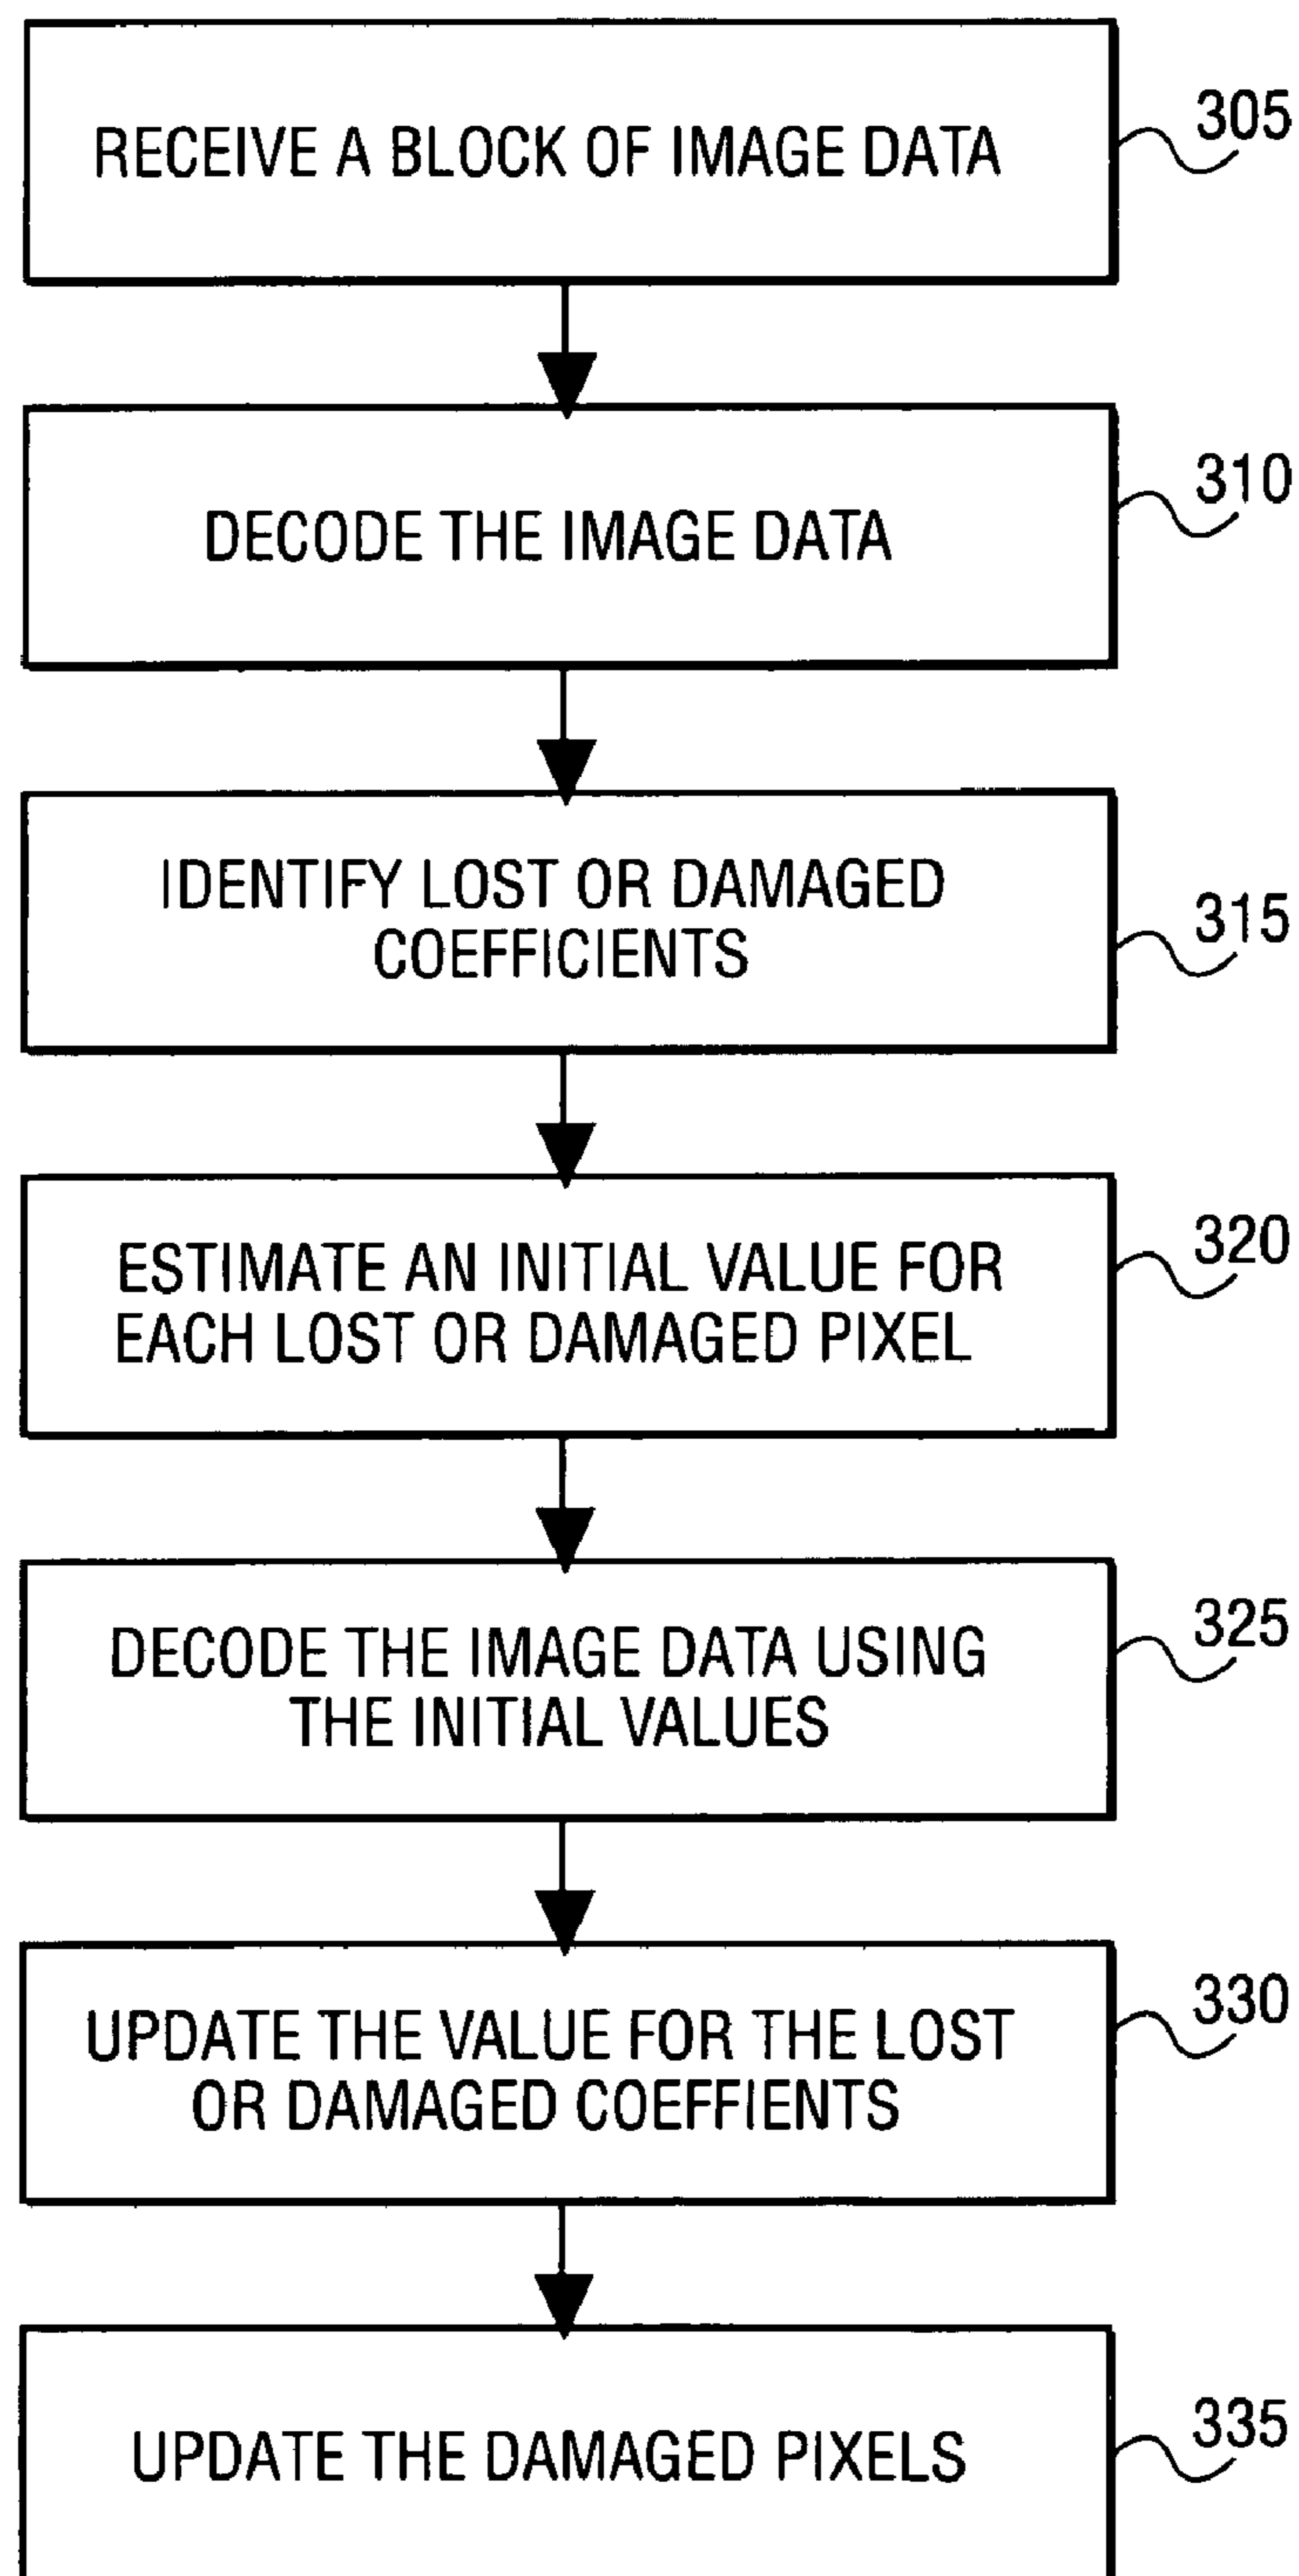 RECEIVE A BLOCK OF IMAGE DATA
305
DECODE THE IMAGE DATA
310
IDENTIFY LOST OR DAMAGED
COEFFICIENTS
315
ESTIMATE AN INITIAL VALUE FOR
EACH LOST OR DAMAGED PIXEL
320
DECODE THE IMAGE DATA USING
THE INITIAL VALUES
325
UPDATE THE VALUE FOR THE LOST
OR DAMAGED COEFFIENTS
330
UPDATE THE DAMAGED PIXELS
335